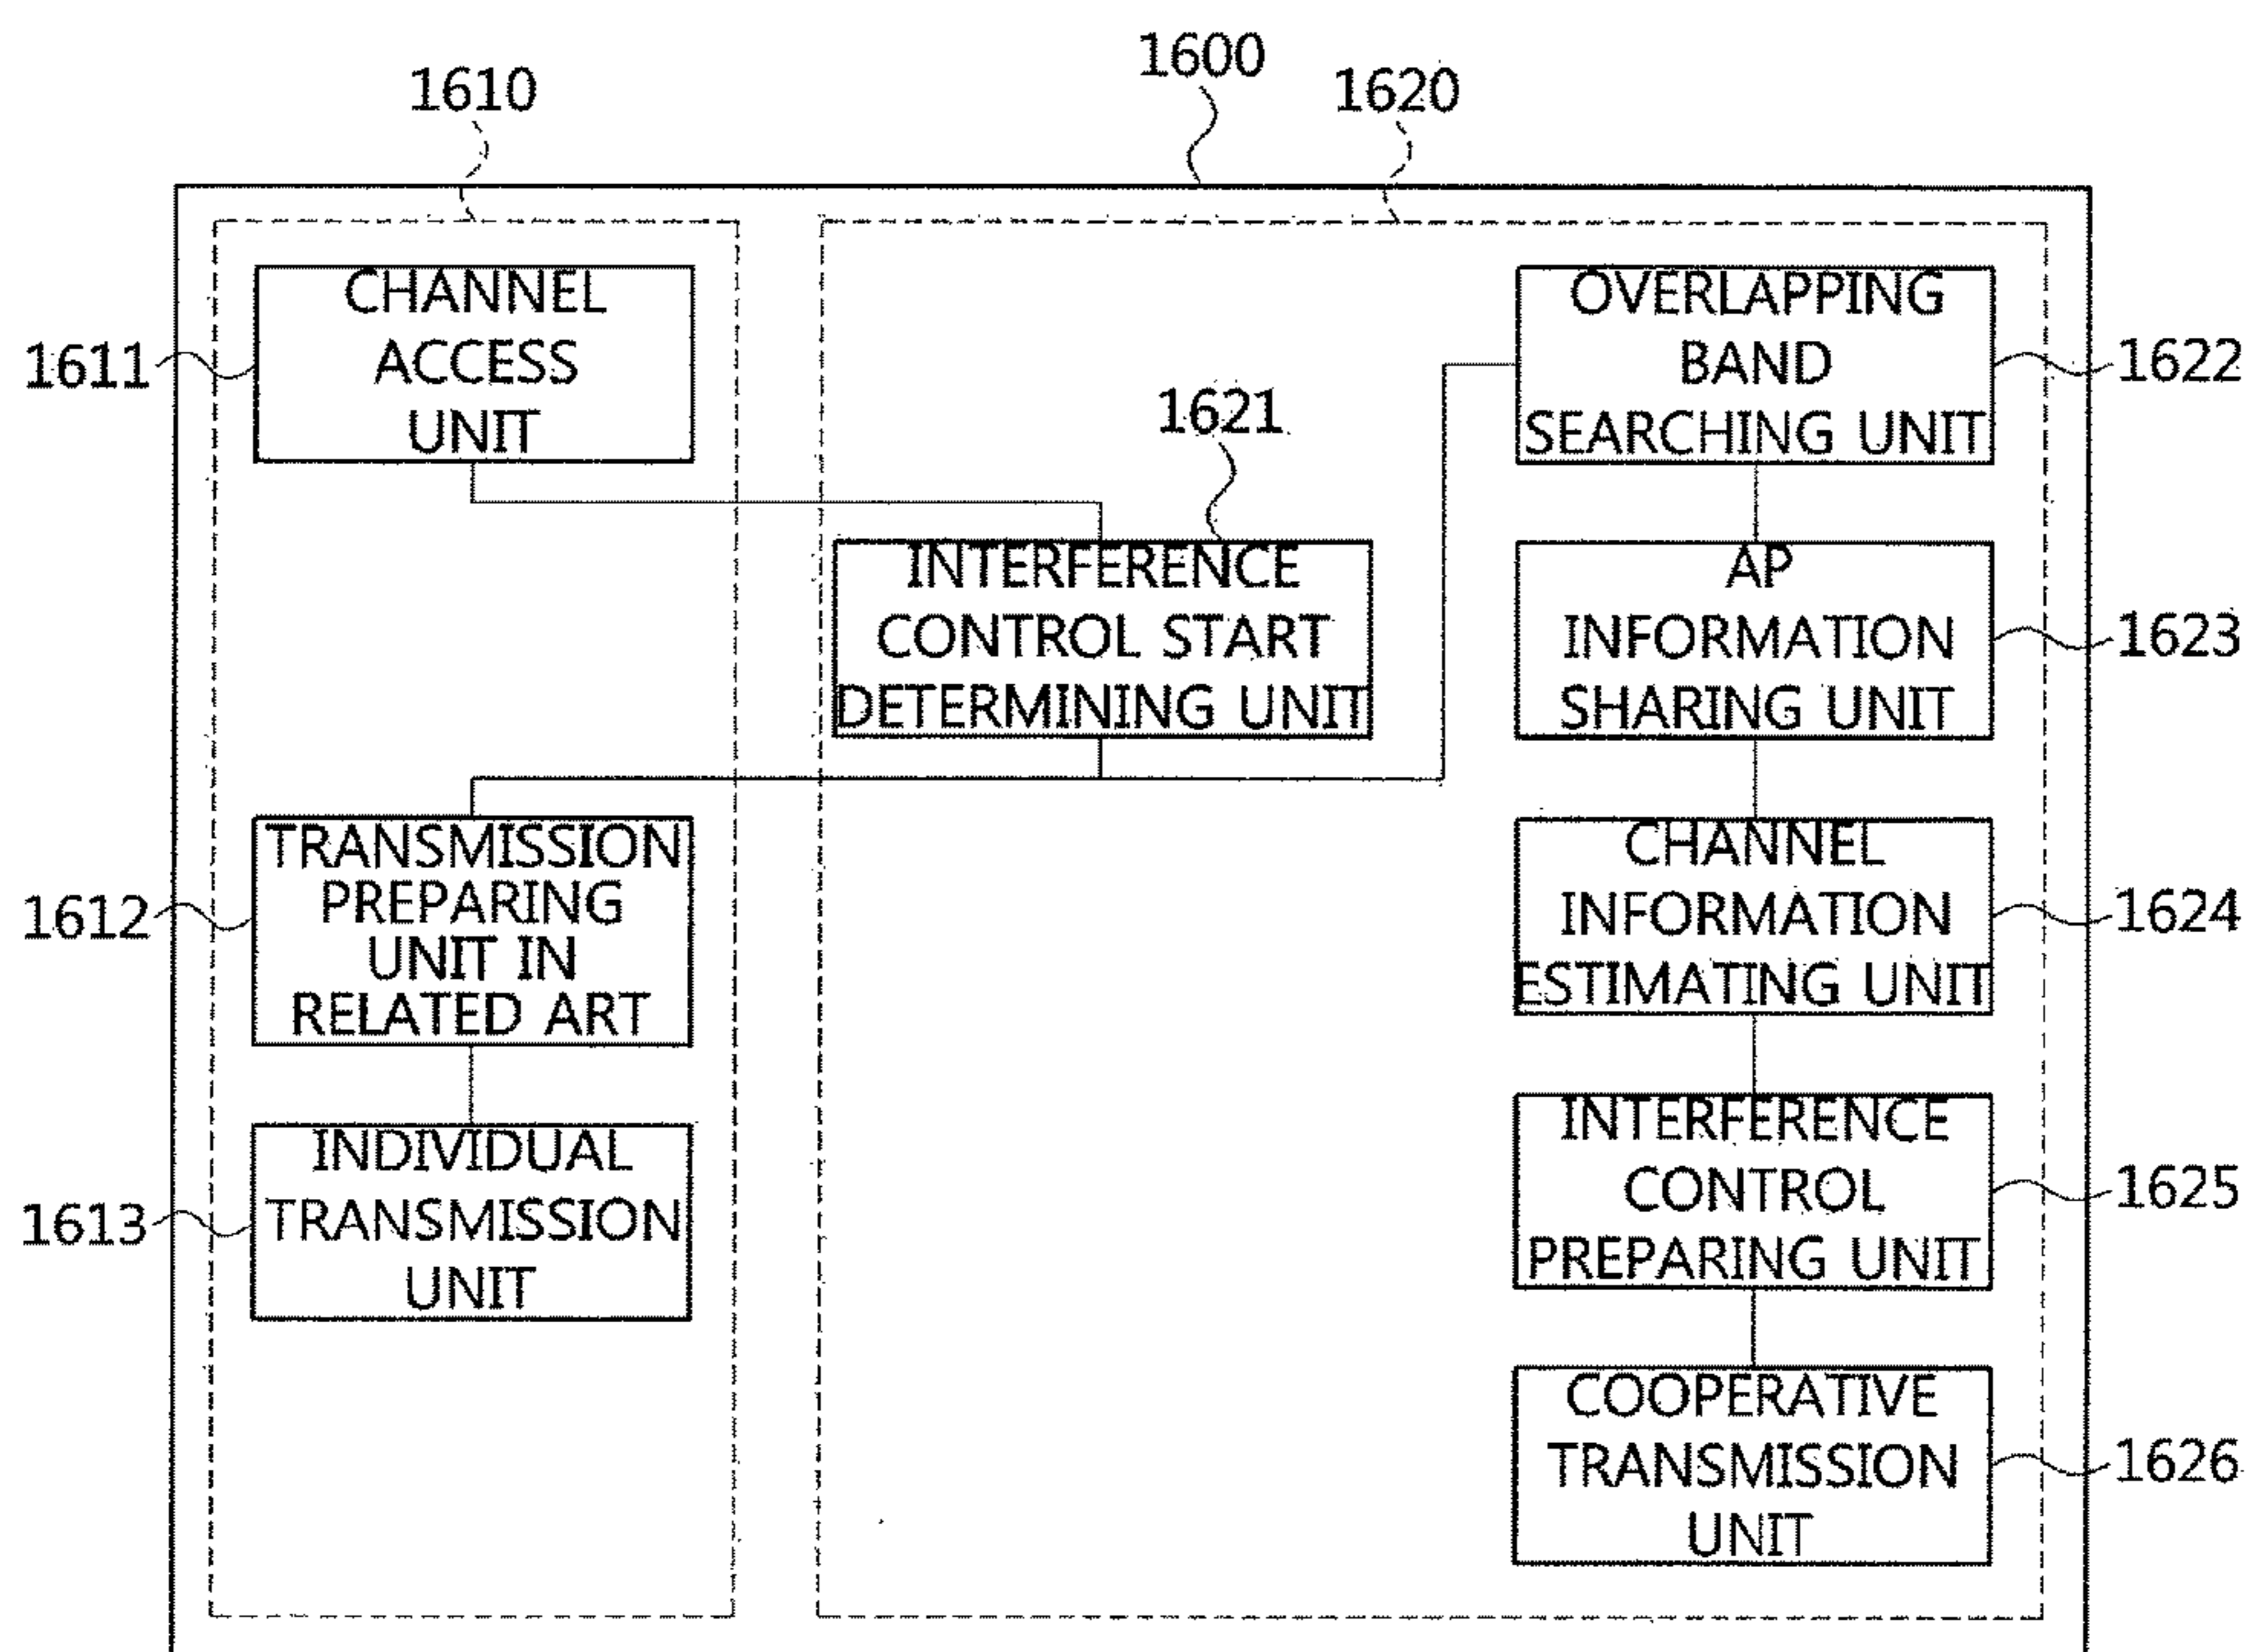 1600
1610
1620
CHANNEL
ACCESS
UNIT
1611
OVERLAPPING
BAND
SEARCHING UNIT
1622
1621
INTERFERENCE
CONTROL START
DETERMINING UNIT
AP
INFORMATION
SHARING UNIT
1623
TRANSMISSION
PREPARING
UNIT IN
RELATED ART
1612
CHANNEL
INFORMATION
ESTIMATING UNIT
1624
INDIVIDUAL
TRANSMISSION
UNIT
1613
INTERFERENCE
CONTROL
PREPARING UNIT
1625
COOPERATIVE
TRANSMISSION
UNIT
1626